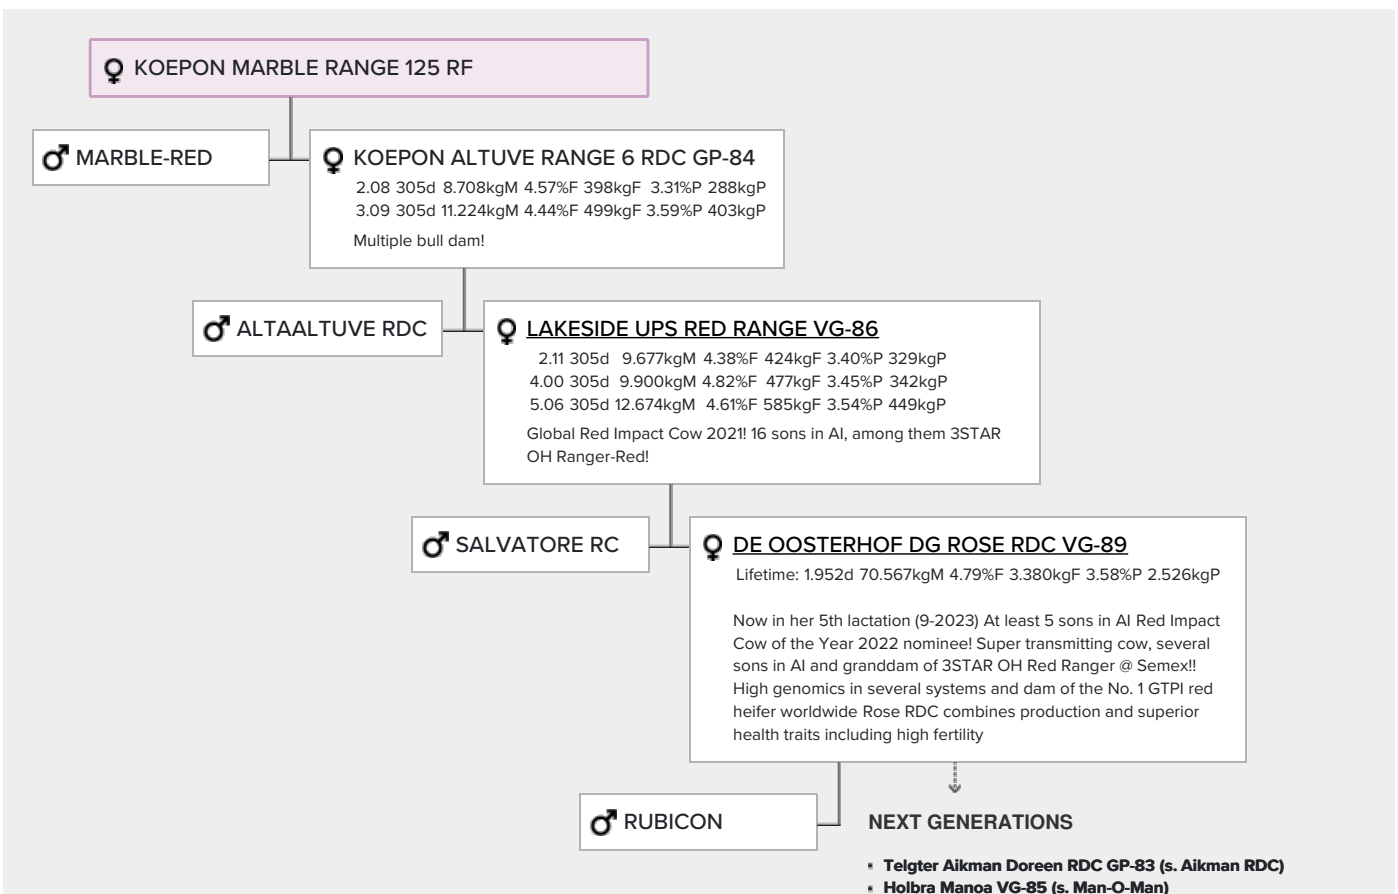 KOEPON MARBLE RANGE 125 RF
MARBLE-RED
KOEPON ALTUVE RANGE 6 RDC GP-84
2.08 305d 8.708kgM 4.57%F 398kgF 3.31%P 288kgP
3.09 305d 11.224kgM 4.44%F 499kgF 3.59%P 403kgP
Multiple bull dam!
ALTAALTUVE RDC
LAKESIDE UPS RED RANGE VG-86
2.11 305d 9.677kgM 4.38%F 424kgF 3.40%P 329kgP
4.00 305d 9.900kgM 4.82%F 477kgF 3.45%P 342kgP
5.06 305d 12.674kgM 4.61%F 585kgF 3.54%P 449kgP
Global Red Impact Cow 2021! 16 sons in AI, among them 3STAR
OH Ranger-Red!
SALVATORE RC
DE OOSTERHOF DG ROSE RDC VG-89
Lifetime: 1.952d 70.567kgM 4.79%F 3.380kgF 3.58%P 2.526kgP
Now in her 5th lactation (9-2023) At least 5 sons in AI Red Impact
Cow of the Year 2022 nominee! Super transmitting cow, several
sons in AI and granddam of 3STAR OH Red Ranger @ Semex!!
High genomics in several systems and dam of the No. 1 GTPI red
heifer worldwide Rose RDC combines production and superior
health traits including high fertility
RUBICON
NEXT GENERATIONS
• Telgter Aikman Doreen RDC GP-83 (s. Aikman RDC)
• Holbra Manoa VG-85 (s. Man-O-Man)